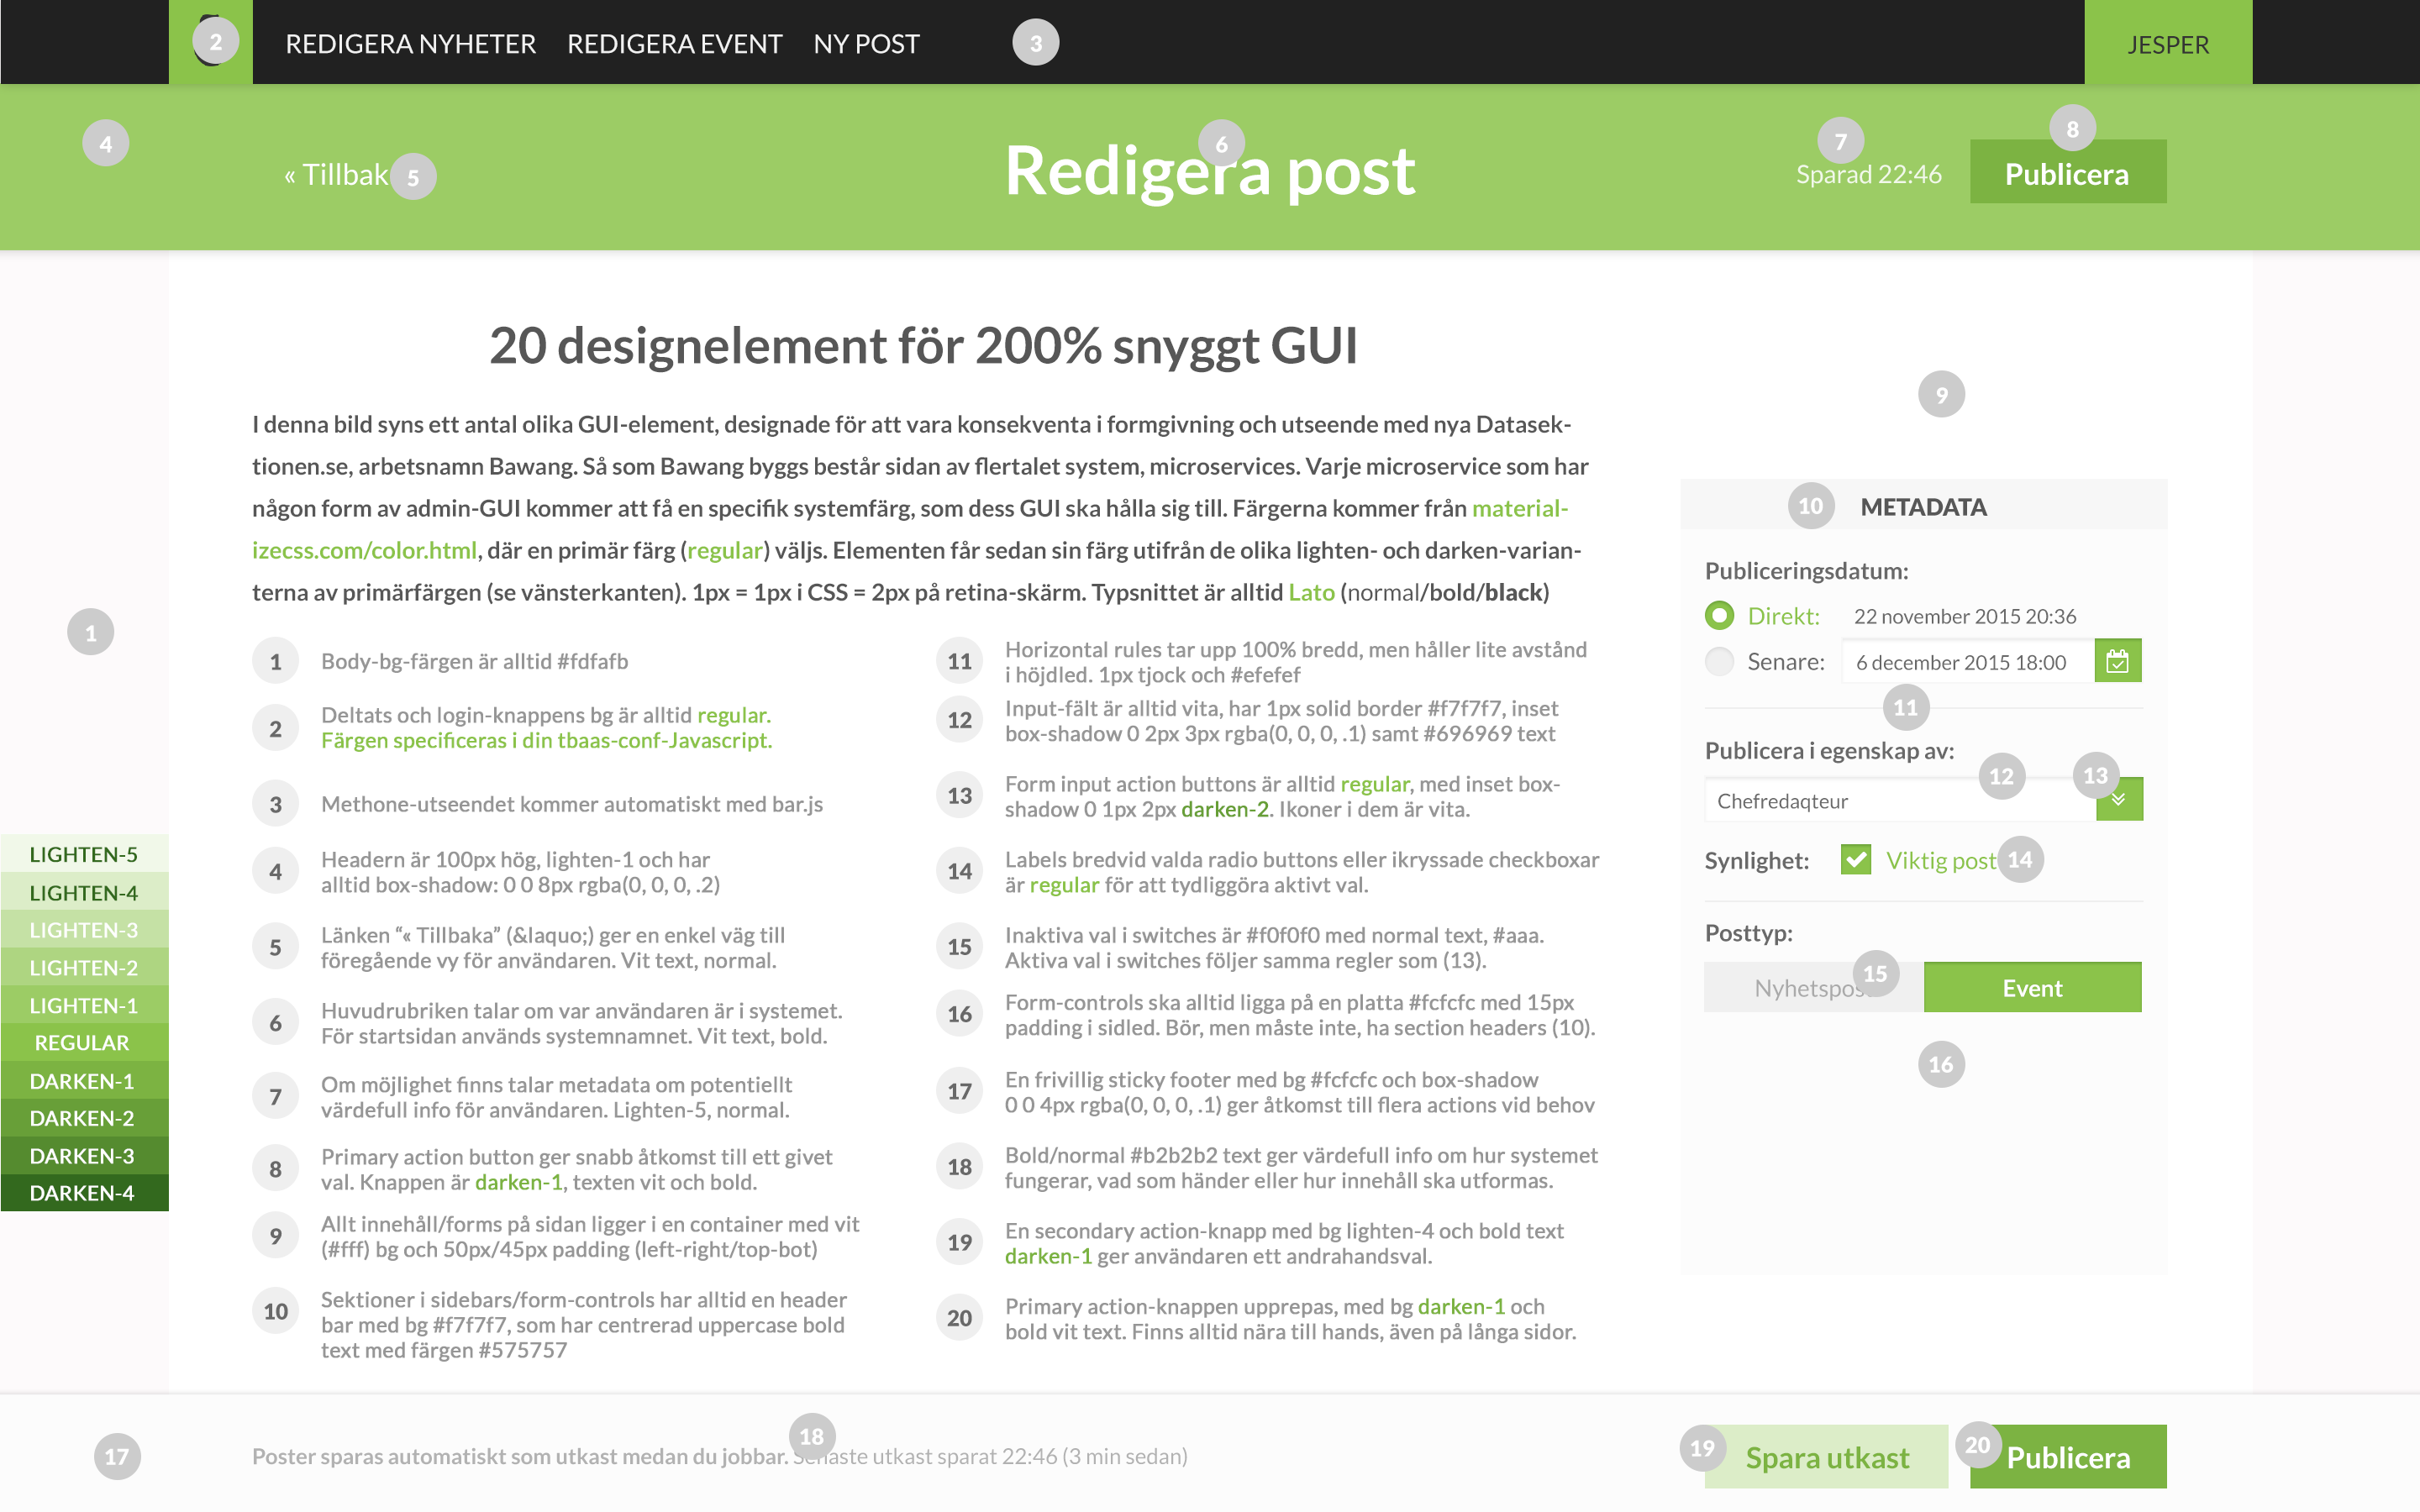 2
REDIGERA NYHETER REDIGERA EVENT NY POST
3
JESPER
4
« Tillbak
5
6
Redigera post
7
Sparad 22:46
8
Publicera
20 designelement för 200% snyggt GUI
I denna bild syns ett antal olika GUI-element, designade för att vara konsekventa i formgivning och utseende med nya Datasek-
tionen.se, arbetsnamn Bawang. Så som Bawang byggs består sidan av flertalet system, microservices. Varje microservice som har
någon form av admin-GUI kommer att få en specifik systemfärg, som dess GUI ska hålla sig till. Färgerna kommer från material-
izecss.com/color.html, där en primär färg (regular) väljs. Elementen får sedan sin färg utifrån de olika lighten- och darken-varian-
terna av primärfärgen (se vänsterkanten). 1px = 1px i CSS = 2px på retina-skärm. Typsnittet är alltid Lato (normal/bold/black)
1
LIGHTEN-5
LIGHTEN-4
LIGHTEN-3
LIGHTEN-2
LIGHTEN-1
REGULAR
DARKEN-1
DARKEN-2
DARKEN-3
DARKEN-4
1 Body-bg-färgen är alltid #fdfafb
2 Deltats och login-knappens bg är alltid regular.
Färgen specificeras i din tbaas-conf-Javascript.
3 Methone-utseendet kommer automatiskt med bar.js
4 Headern är 100px hög, lighten-1 och har
alltid box-shadow: 0 0 8px rgba(0, 0, 0, .2)
5 Länken “« Tillbaka” (&laquo;) ger en enkel väg till
föregående vy för användaren. Vit text, normal.
6 Huvudrubriken talar om var användaren är i systemet.
För startsidan används systemnamnet. Vit text, bold.
7 Om möjlighet finns talar metadata om potentiellt
värdefull info för användaren. Lighten-5, normal.
8 Primary action button ger snabb åtkomst till ett givet
val. Knappen är darken-1, texten vit och bold.
9 Allt innehåll/forms på sidan ligger i en container med vit
(#fff) bg och 50px/45px padding (left-right/top-bot)
10 Sektioner i sidebars/form-controls har alltid en header
bar med bg #f7f7f7, som har centrerad uppercase bold
text med färgen #575757
11 Horizontal rules tar upp 100% bredd, men håller lite avstånd
i höjdled. 1px tjock och #efefef
12 Input-fält är alltid vita, har 1px solid border #f7f7f7, inset
box-shadow 0 2px 3px rgba(0, 0, 0, .1) samt #696969 text
13 Form input action buttons är alltid regular, med inset box-
shadow 0 1px 2px darken-2. Ikoner i dem är vita.
14 Labels bredvid valda radio buttons eller ikryssade checkboxar
är regular för att tydliggöra aktivt val.
15 Inaktiva val i switches är #f0f0f0 med normal text, #aaa.
Aktiva val i switches följer samma regler som (13).
16 Form-controls ska alltid ligga på en platta #fcfcfc med 15px
padding i sidled. Bör, men måste inte, ha section headers (10).
17 En frivillig sticky footer med bg #fcfcfc och box-shadow
0 0 4px rgba(0, 0, 0, .1) ger åtkomst till flera actions vid behov
18 Bold/normal #b2b2b2 text ger värdefull info om hur systemet
fungerar, vad som händer eller hur innehåll ska utformas.
19 En secondary action-knapp med bg lighten-4 och bold text
darken-1 ger användaren ett andrahandsval.
20 Primary action-knappen upprepas, med bg darken-1 och
bold vit text. Finns alltid nära till hands, även på långa sidor.
9
10 METADATA
Publiceringsdatum:
Direkt: 22 november 2015 20:36
Senare: 6 december 2015 18:00
11
Publicera i egenskap av:
12
13
Chefredaqteur
Synlighet: Viktig post 14
Posttyp:
15
Nyhetspos Event
16
17
18
Poster sparas automatiskt som utkast medan du jobbar. Senaste utkast sparat 22:46 (3 min sedan)
19 Spara utkast
20 Publicera